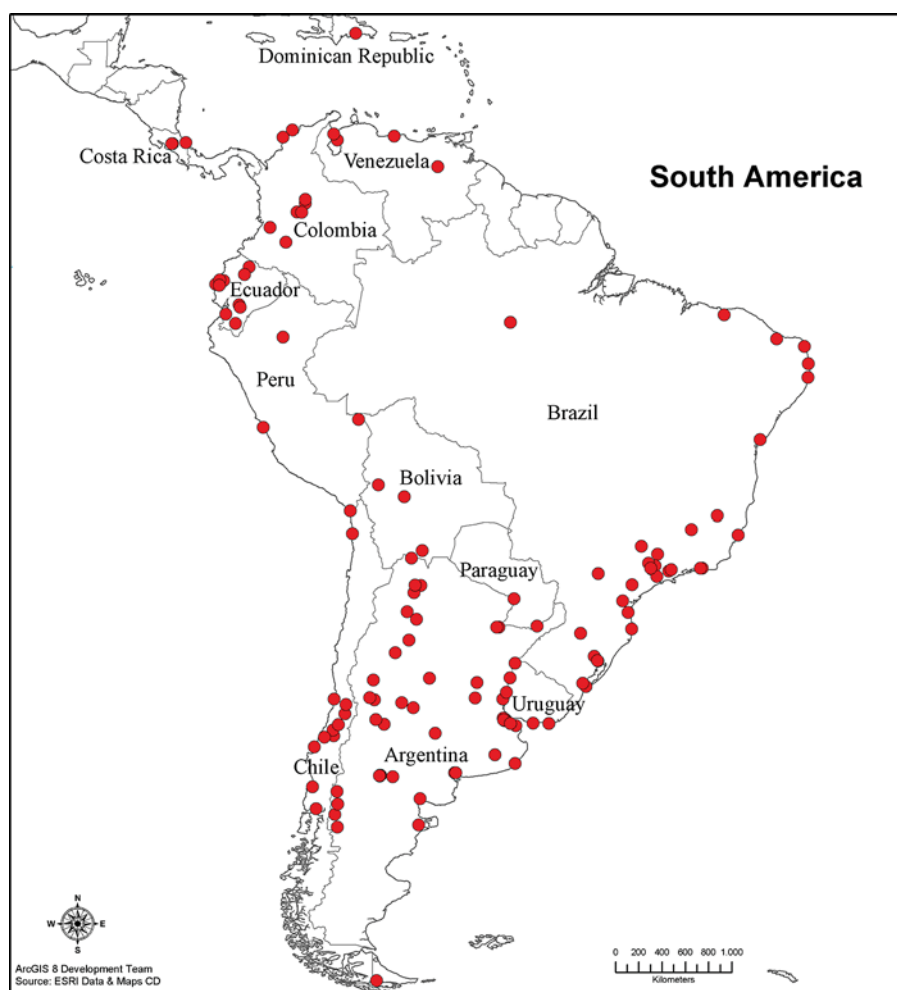 Dominican Republic
Costa Rica
Venezuela
South America
Colombia
Ecuador
Peru
Brazil
Bolivia
Paraguay
Uruguay
Argentina
Chile
N
W E
S
ArcGIS 8 Development Team
Source: ESRI Data & Maps CD
0 200 400 600 800 1.000
Kilometers